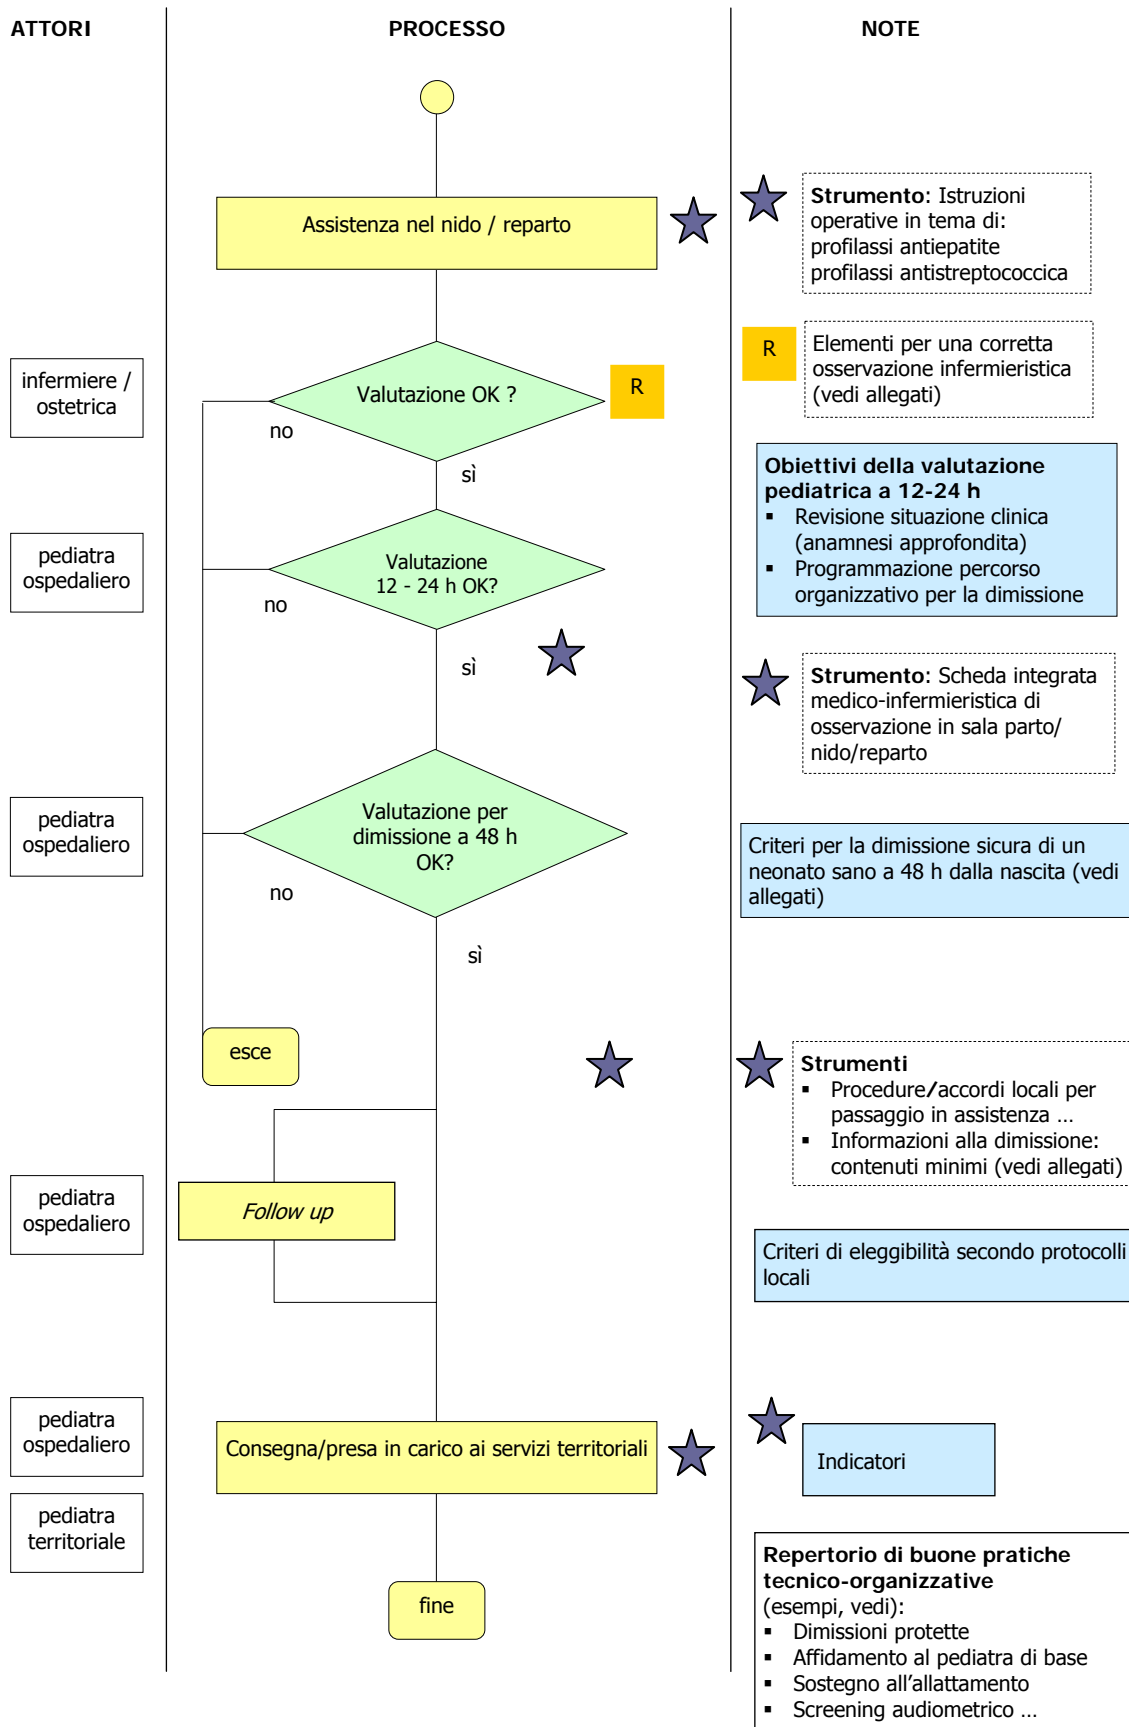 ATTORI
PROCESSO
NOTE
Assistenza nel nido / reparto
Strumento: Istruzioni
operative in tema di:
profilassi antiepatite
profilassi antistreptococcica
infermiere /
ostetrica
Valutazione OK ?
R
no
sì
R
Elementi per una corretta
osservazione infermieristica
(vedi allegati)
Obiettivi della valutazione
pediatrica a 12-24 h
▪ Revisione situazione clinica
(anamnesi approfondita)
▪ Programmazione percorso
organizzativo per la dimissione
pediatra
ospedaliero
Valutazione
12 - 24 h OK?
no
sì
Strumento: Scheda integrata
medico-infermieristica di
osservazione in sala parto/
nido/reparto
pediatra
ospedaliero
Valutazione per
dimissione a 48 h
OK?
no
sì
Criteri per la dimissione sicura di un
neonato sano a 48 h dalla nascita (vedi
allegati)
esce
Strumenti
▪ Procedure/accordi locali per
passaggio in assistenza …
▪ Informazioni alla dimissione:
contenuti minimi (vedi allegati)
pediatra
ospedaliero
Follow up
Criteri di eleggibilità secondo protocolli
locali
pediatra
ospedaliero
Consegna/presa in carico ai servizi territoriali
Indicatori
pediatra
territoriale
fine
Repertorio di buone pratiche
tecnico-organizzative
(esempi, vedi):
▪ Dimissioni protette
▪ Affidamento al pediatra di base
▪ Sostegno all’allattamento
▪ Screening audiometrico …